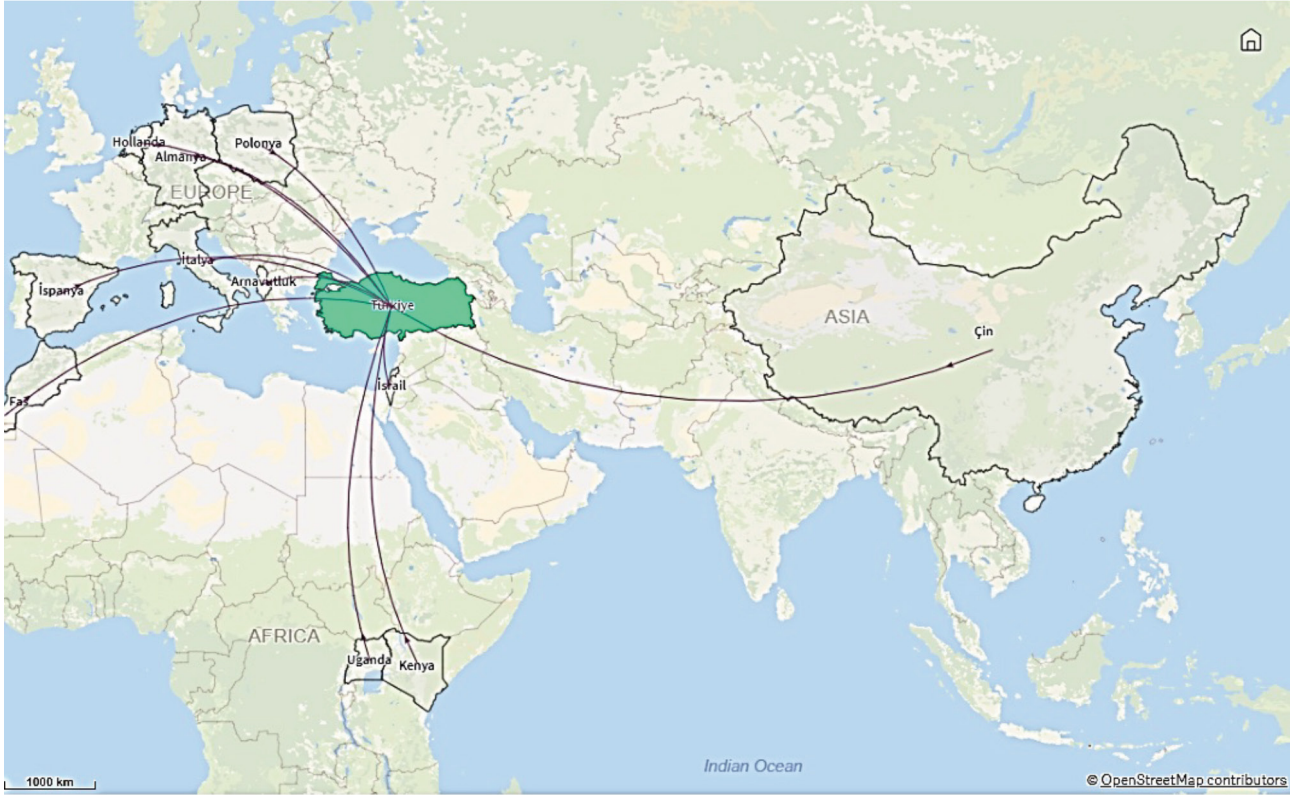 Hollanda
Polonya
Almanya
EUROPE
İtalya
Arnavutluk
İspanya
Türkiye
ASIA
Çin
İsrail
Fas
AFRICA
Uganda
Kenya
Indian Ocean
1000 km
© OpenStreetMap contributors